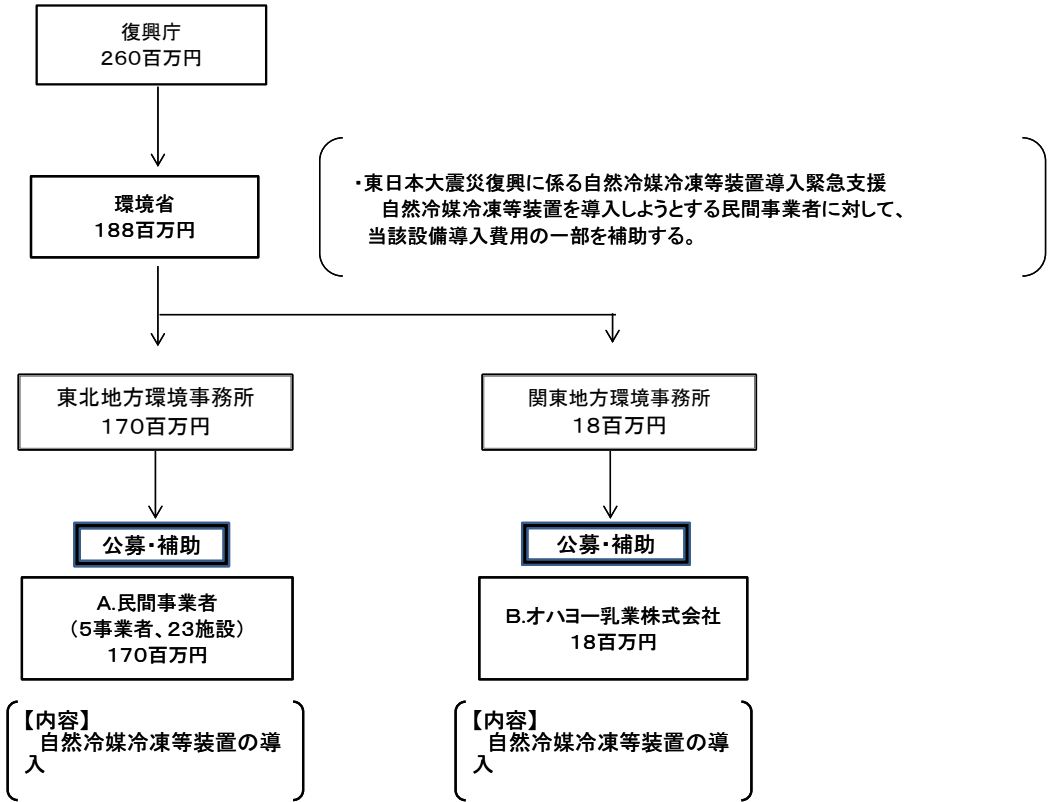 復興庁
260百万円
環境省
188百万円
・東日本大震災復興に係る自然冷媒冷凍等装置導入緊急支援
自然冷媒冷凍等装置を導入しようとする民間事業者に対して、
当該設備導入費用の一部を補助する。
東北地方環境事務所
170百万円
関東地方環境事務所
18百万円
公募・補助
公募・補助
A.民間事業者
（5事業者、23施設）
170百万円
B.オハヨー乳業株式会社
18百万円
【内容】
自然冷媒冷凍等装置の導
入
【内容】
自然冷媒冷凍等装置の導
入